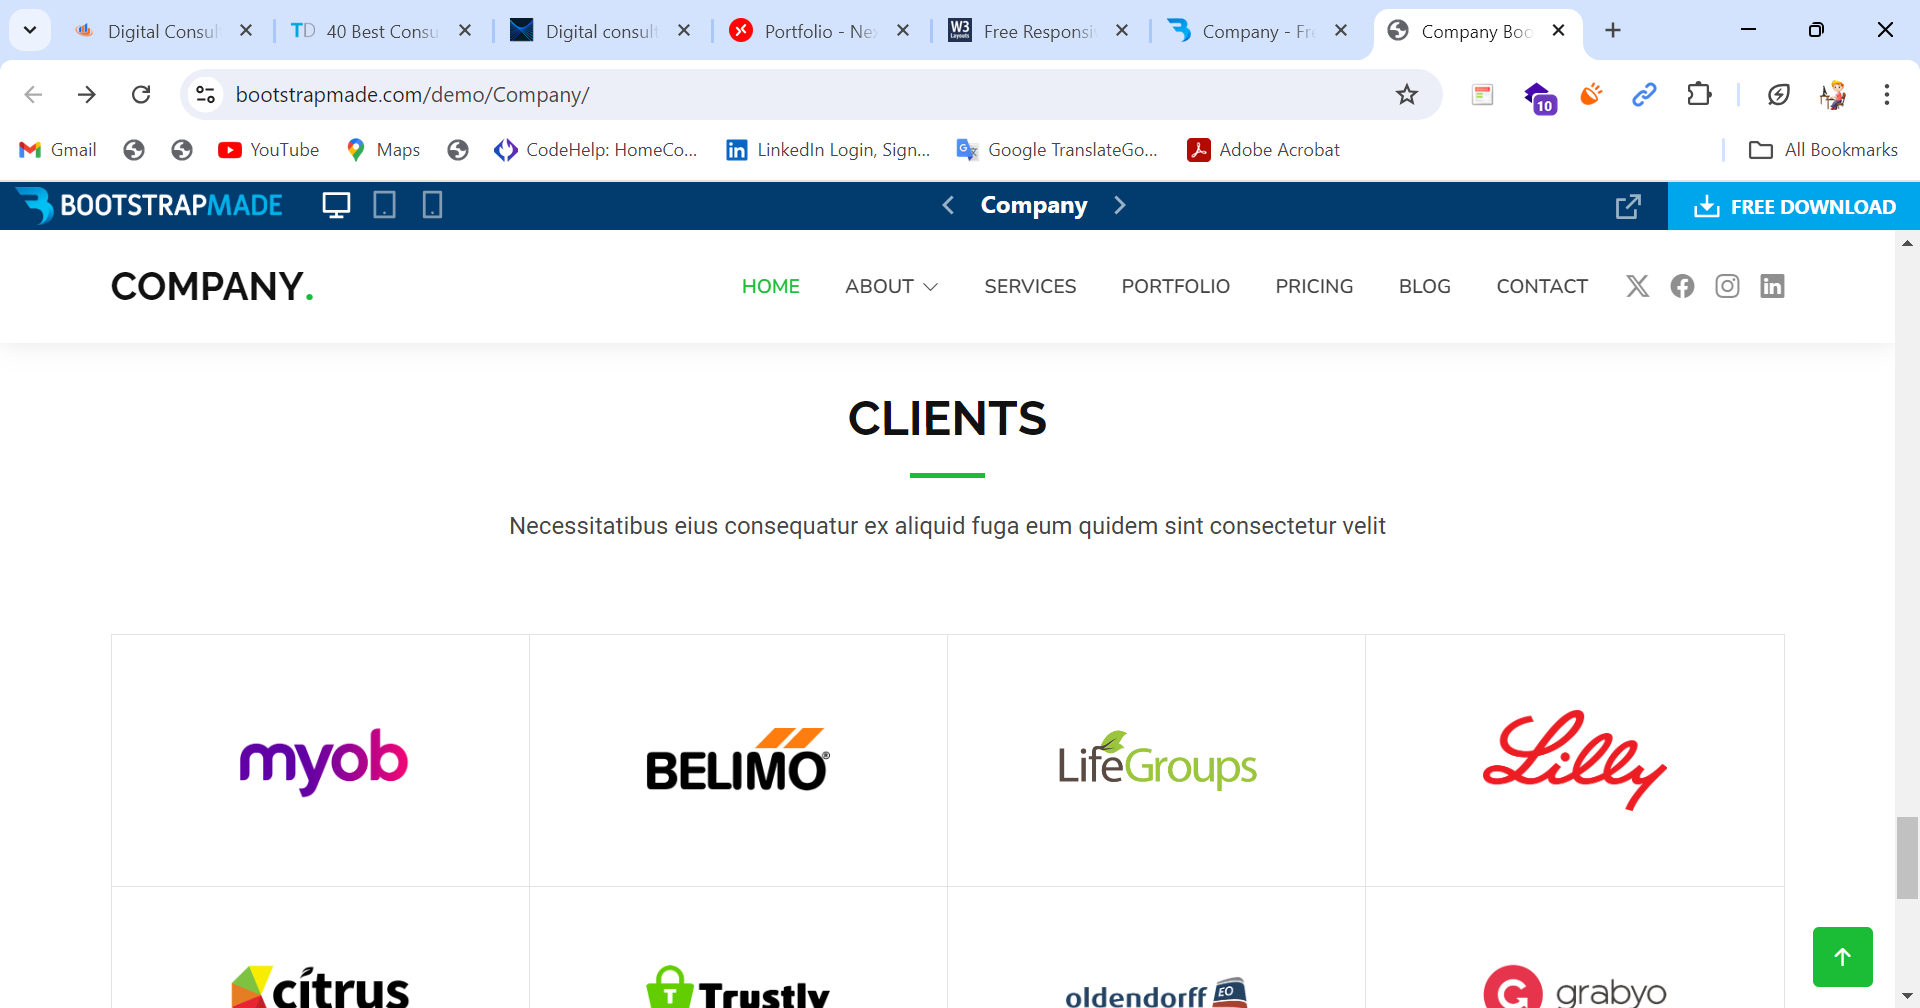 Digital Consul
TD 40 Best Consu
Digital consult
Portfolio - Ne
W3 Layouts Free Responsi
Company - Fr
Company Boo
bootstrapmade.com/demo/Company/
10
Gmail
YouTube
Maps
CodeHelp: HomeCo...
in LinkedIn Login, Sign...
Google TranslateGo...
Adobe Acrobat
All Bookmarks
BOOTSTRAPMADE
Company
FREE DOWNLOAD
COMPANY.
HOME
ABOUT
SERVICES
PORTFOLIO
PRICING
BLOG
CONTACT
CLIENTS
Necessitatibus eius consequatur ex aliquid fuga eum quidem sint consectetur velit
myob
BELIMO®
LifeGroups
Lilly
citrus
T Trustly
oldendorff EO
G grabyo